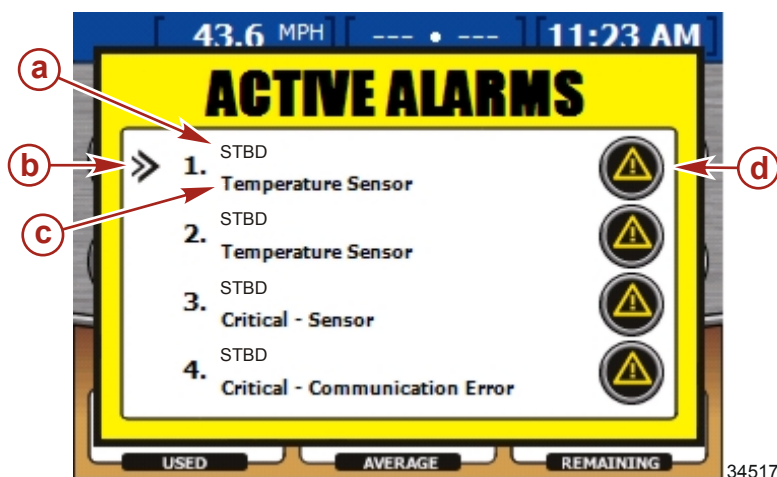 43.6 MPH --- • --- 11:23 AM
a
ACTIVE ALARMS
b
1. STBD
Temperature Sensor
d
c
2. STBD
Temperature Sensor
3. STBD
Critical - Sensor
4. STBD
Critical - Communication Error
USED AVERAGE REMAINING
34517